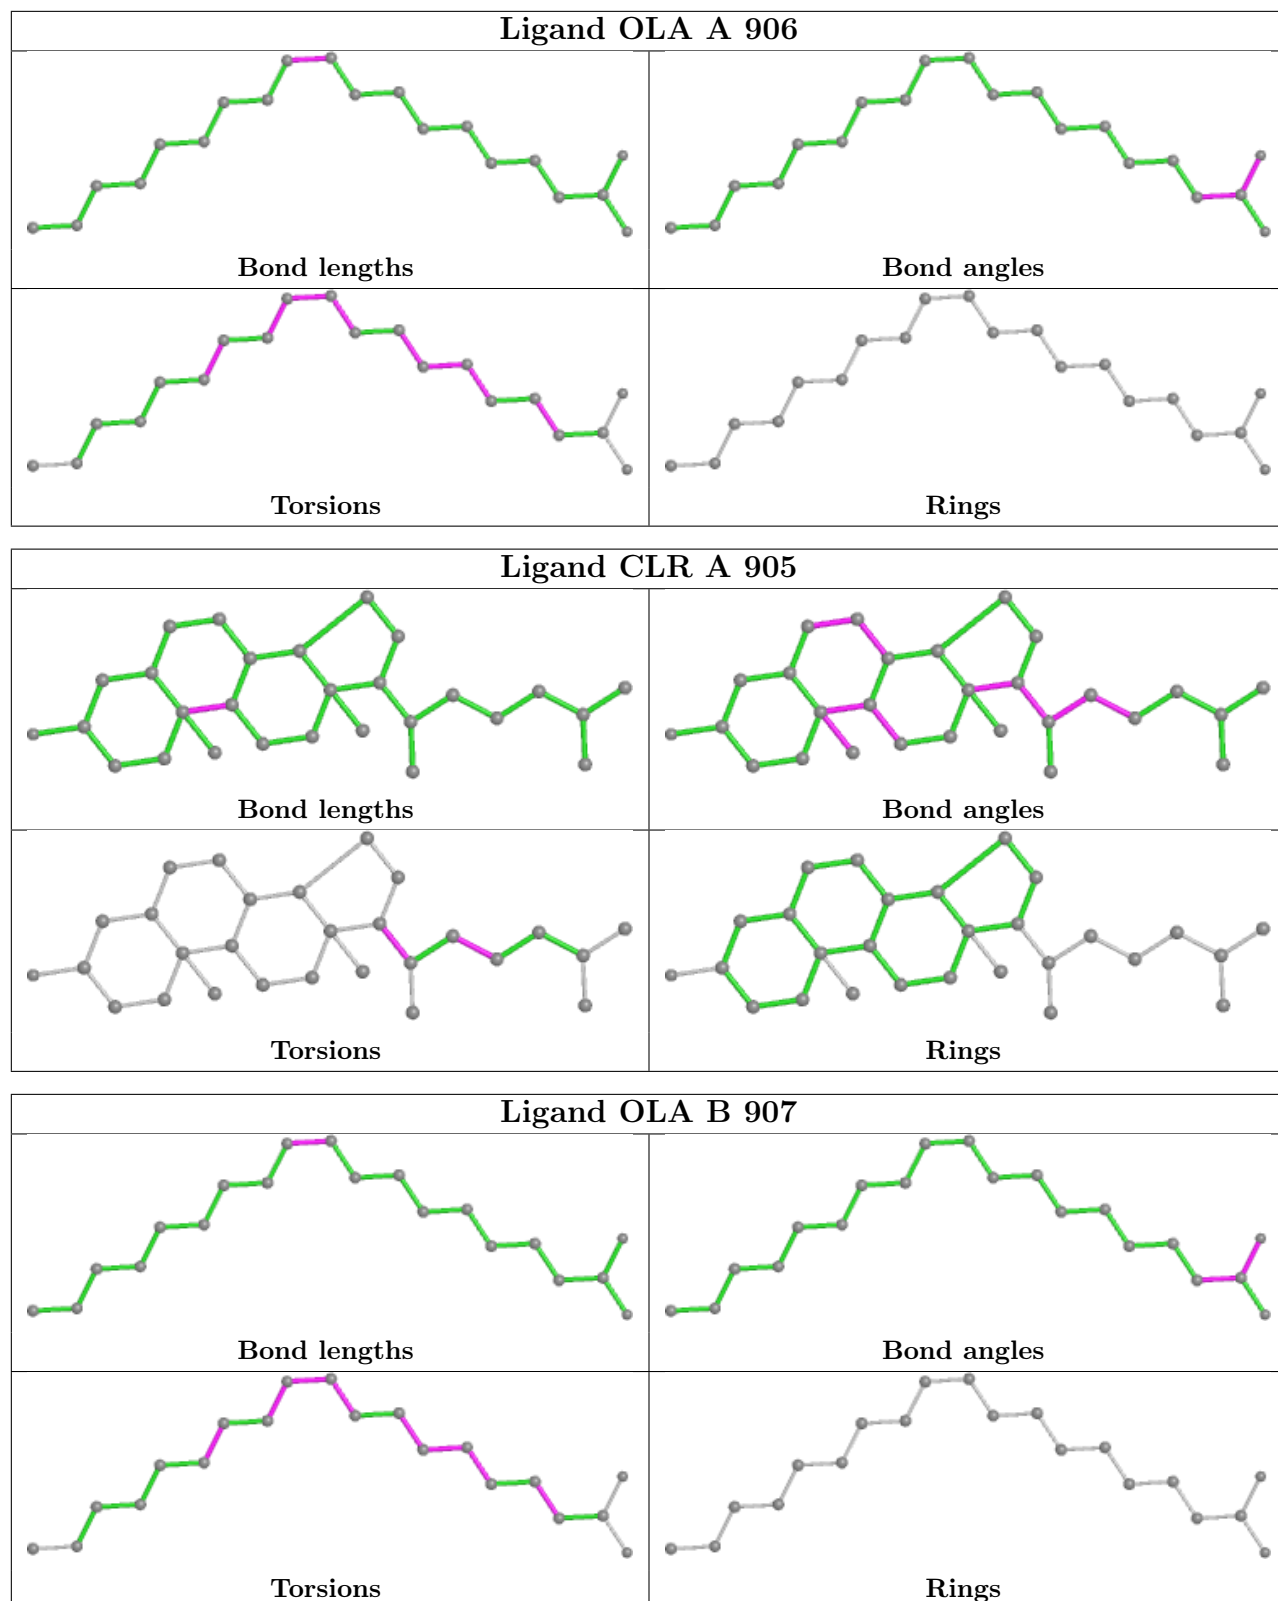 Ligand OLA A 906
Bond lengths
Bond angles
Torsions
Rings
Ligand CLR A 905
Bond lengths
Bond angles
Torsions
Rings
Ligand OLA B 907
Bond lengths
Bond angles
Torsions
Rings